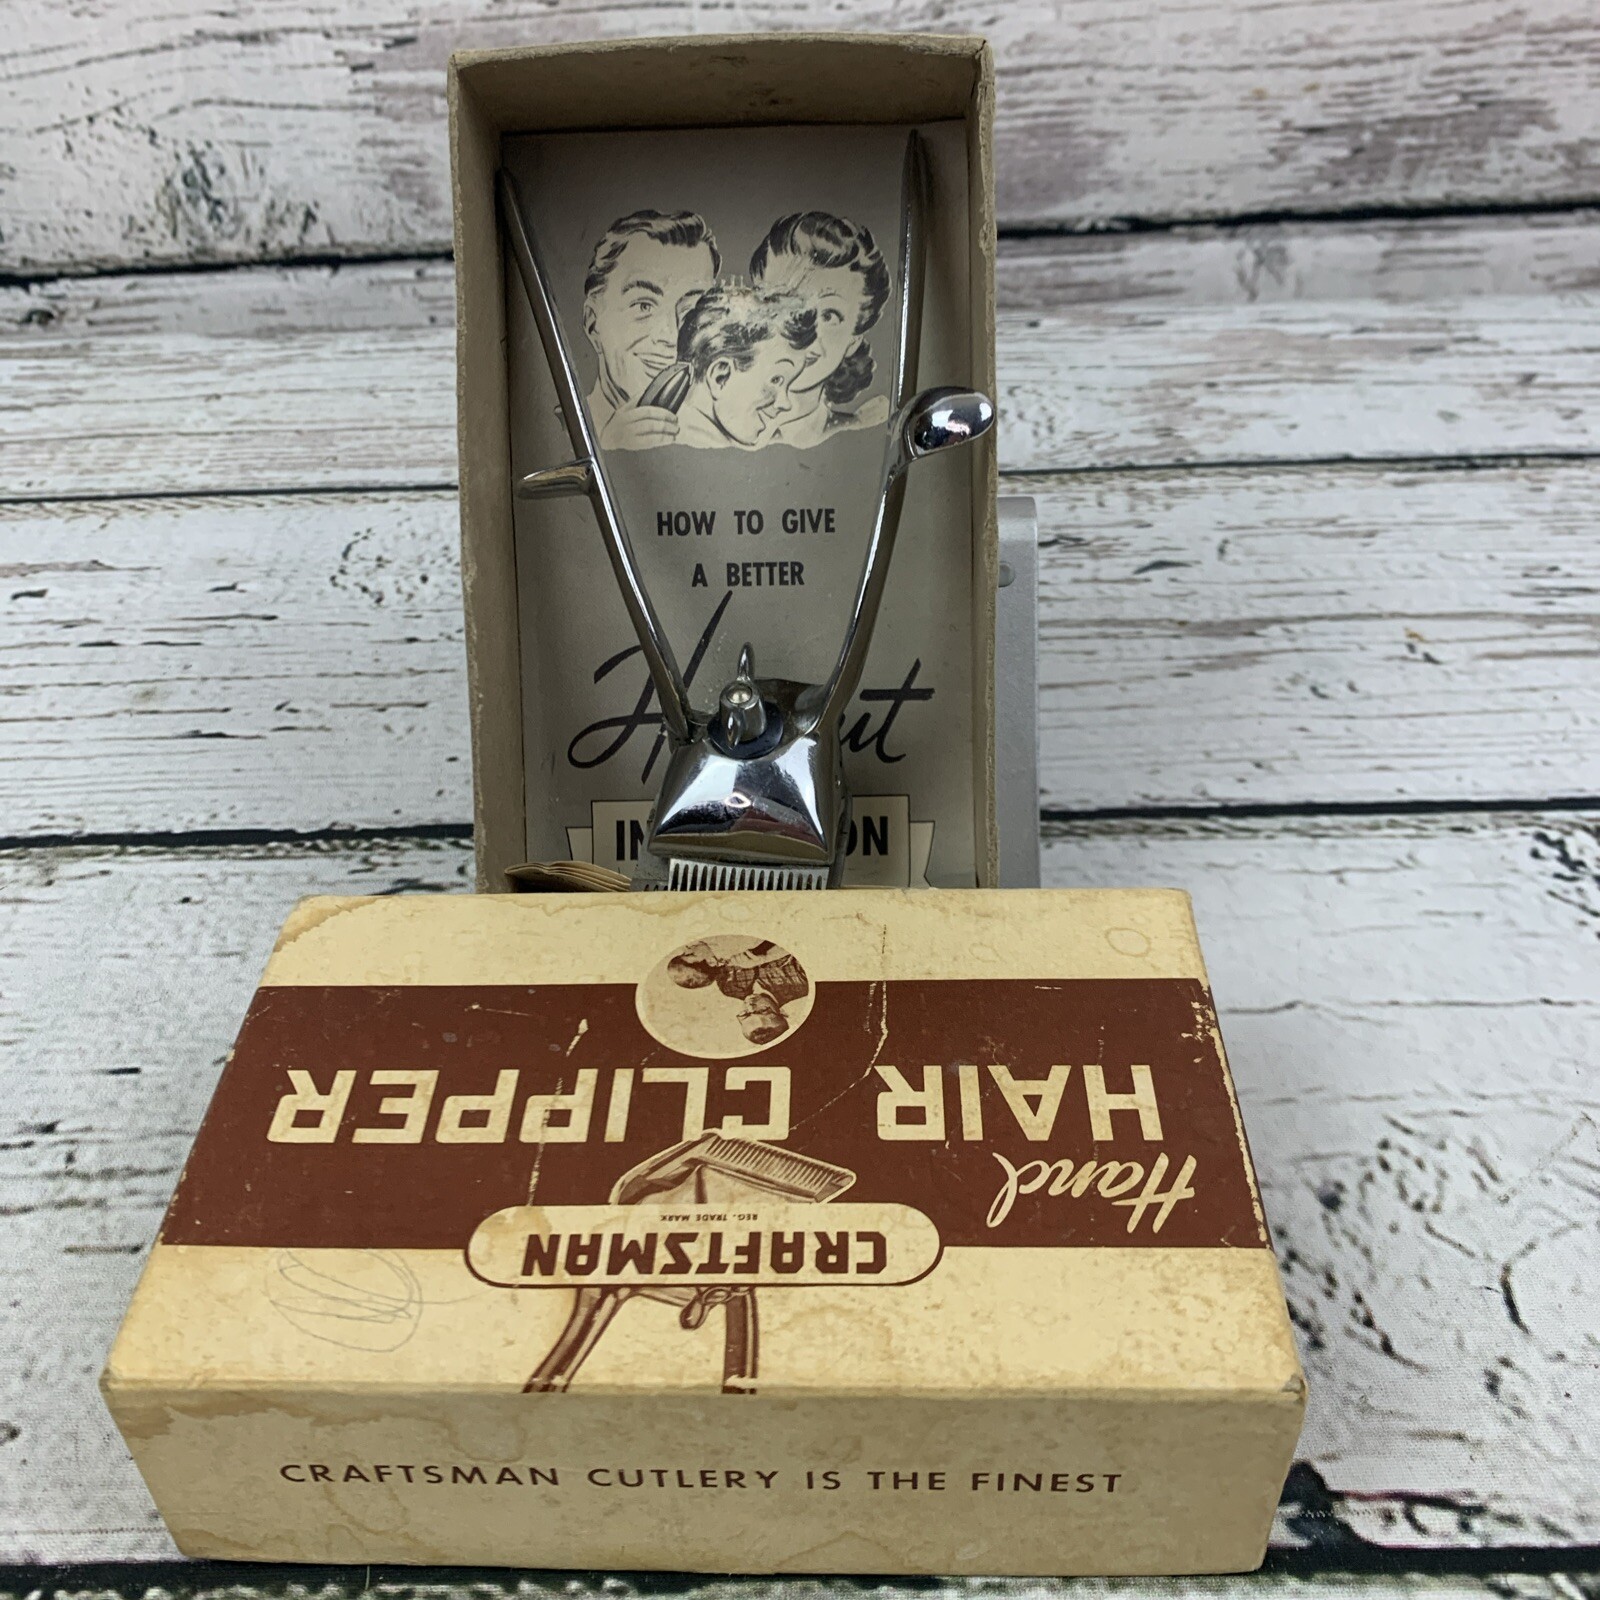 HOW TO GIVE
A BETTER
CRAFTSMAN
REG. TRADE MARK
Hand
HAIR CLIPPER
CRAFTSMAN CUTLERY IS THE FINEST